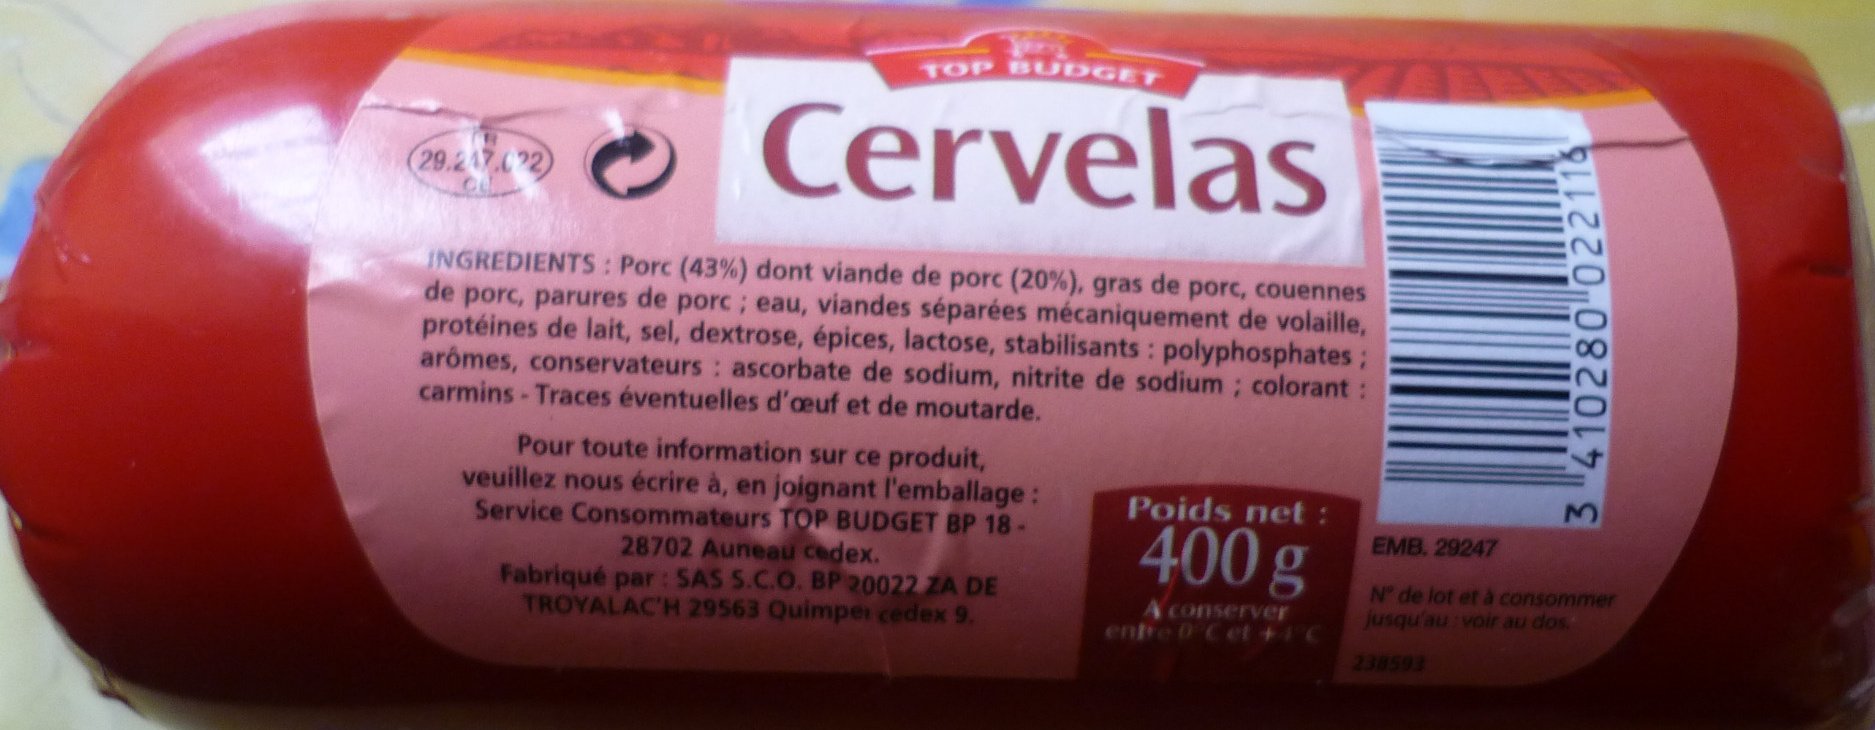 TOP BUDGET
Cervelas
FR
29.247.022
CE
INGREDIENTS : Porc (43%) dont viande de porc (20%), gras de porc, couennes
de porc, parures de porc ; eau, viandes séparées mécaniquement de volaille,
protéines de lait, sel, dextrose, épices, lactose, stabilisants : polyphosphates ;
arômes, conservateurs : ascorbate de sodium, nitrite de sodium ; colorant :
carmins - Traces éventuelles d'œuf et de moutarde.
Pour toute information sur ce produit,
veuillez nous écrire à, en joignant l'emballage :
Service Consommateurs TOP BUDGET BP 18 -
28702 Auneau cedex.
Fabriqué par : SAS S.C.O. BP 20022 ZA DE
TROYALAC'H 29563 Quimper cedex 9.
Poids net :
400 g
A conserver
entre 0°C et +4°C
3 410280 022116
EMB. 29247
N° de lot et à consommer
jusqu'au : voir au dos.
238593